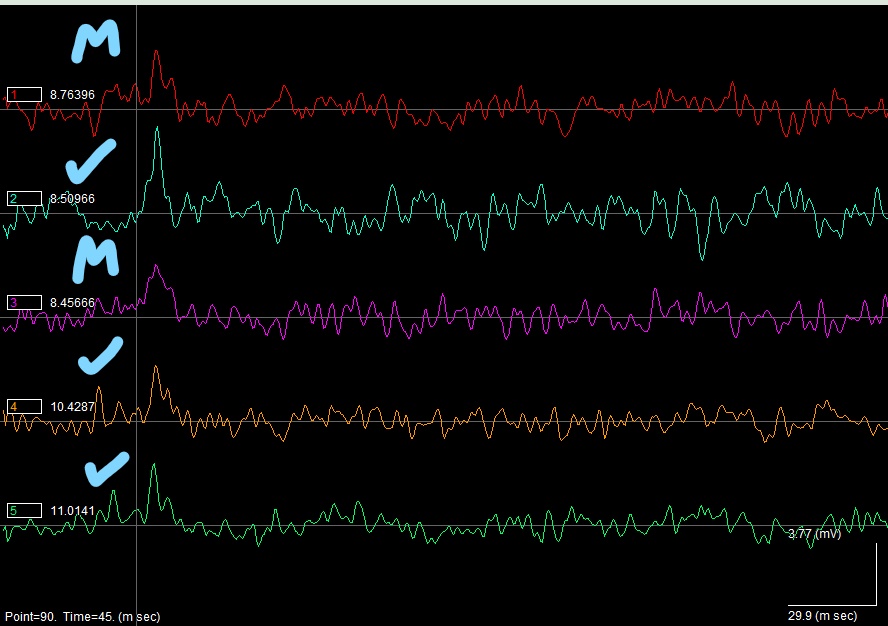 M
1 8.76396
✓
2 8.50966
M
3 8.45666
✓
4 10.4287
✓
5 11.0141
3.77 (mV)
29.9 (m sec)
Point=90. Time=45. (m sec)